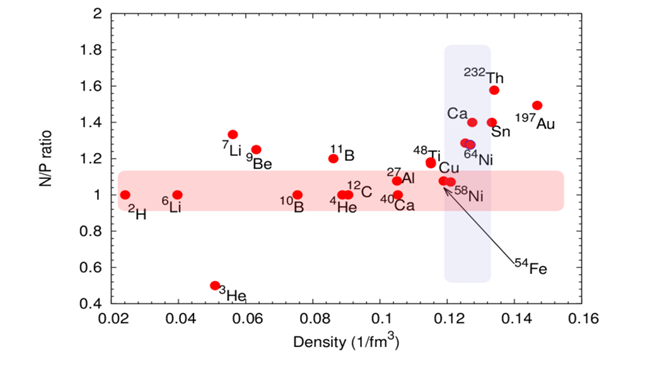 2
1.8
1.6
1.4
1.2
1
0.8
0.6
0.4
N/P ratio
232Th
Ca
197Au
Sn
7Li
9Be
11B
48Ti
64Ni
Cu
27Al
12C
58Ni
2H
6Li
10B
4He
40Ca
54Fe
3He
0.02 0.04 0.06 0.08 0.1 0.12 0.14 0.16
Density (1/fm3)